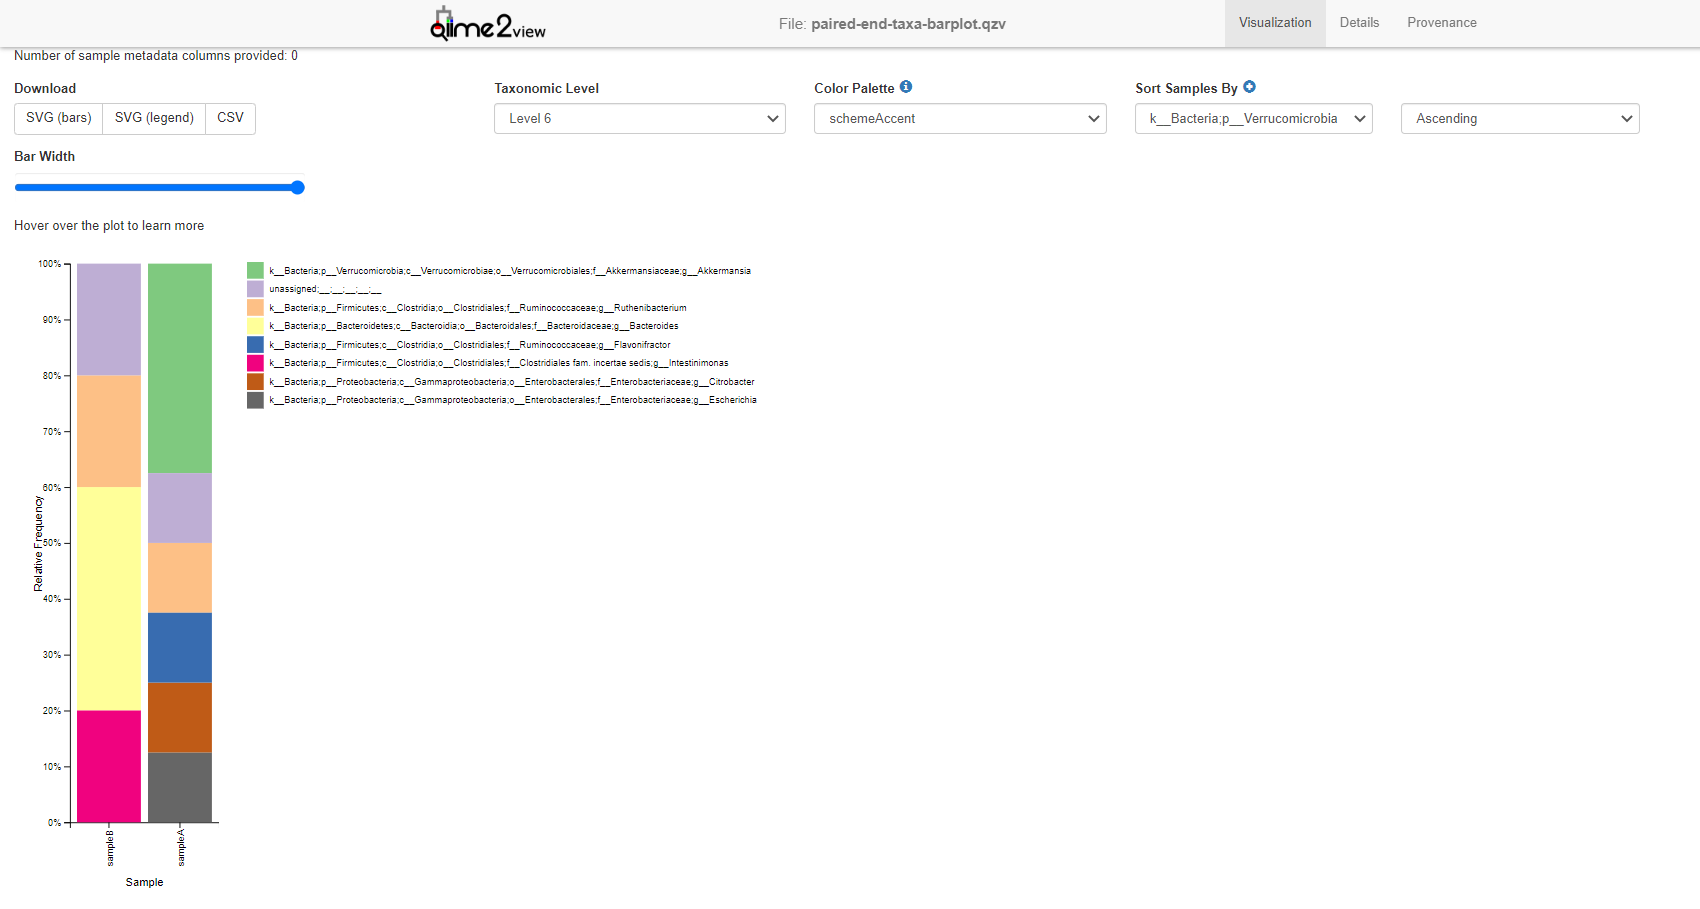 qiime2view
File: paired-end-taxa-barplot.qzv
Visualization
Details
Provenance
Number of sample metadata columns provided: 0
Download
Taxonomic Level
Color Palette
Sort Samples By
SVG (bars)
SVG (legend)
CSV
Level 6
schemeAccent
k__Bacteria;p__Verrucomicrobia
Ascending
Bar Width
Hover over the plot to learn more
100%
90%
80%
70%
60%
50%
40%
30%
20%
10%
0%
Relative Frequency
sampleB
sampleA
Sample
k__Bacteria;p__Verrucomicrobia;c__Verrucomicrobiae;o__Verrucomicrobiales;f__Akkermansiaceae;g__Akkermansia
unassigned;__;__;__;__;__
k__Bacteria;p__Firmicutes;c__Clostridia;o__Clostridiales;f__Ruminococcaceae;g__Ruthenibacterium
k__Bacteria;p__Bacteroidetes;c__Bacteroidia;o__Bacteroidales;f__Bacteroidaceae;g__Bacteroides
k__Bacteria;p__Firmicutes;c__Clostridia;o__Clostridiales;f__Ruminococcaceae;g__Flavonifractor
k__Bacteria;p__Firmicutes;c__Clostridia;o__Clostridiales;f__Clostridiales fam. incertae sedis;g__Intestinimonas
k__Bacteria;p__Proteobacteria;c__Gammaproteobacteria;o__Enterobacterales;f__Enterobacteriaceae;g__Citrobacter
k__Bacteria;p__Proteobacteria;c__Gammaproteobacteria;o__Enterobacterales;f__Enterobacteriaceae;g__Escherichia